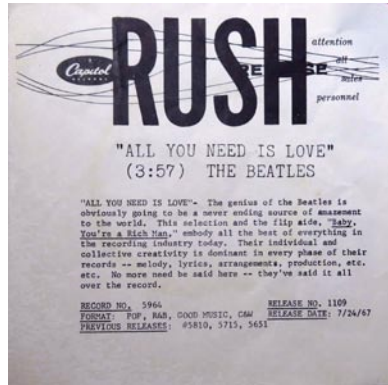 Capitol
RECORDS
RUSH
RELEASE
attention
all
sales
personnel
"ALL YOU NEED IS LOVE"
(3:57) THE BEATLES
"ALL YOU NEED IS LOVE"- The genius of the Beatles is
obviously going to be a never ending source of amazement
to the world. This selection and the flip side, "Baby,
You're a Rich Man," embody all the best of everything in
the recording industry today. Their individual and
collective creativity is dominant in every phase of their
records -- melody, lyrics, arrangements, production, etc.
etc. No more need be said here -- they've said it all
over the record.
RECORD NO. 5964 RELEASE NO. 1109
FORMAT: POP, R&B, GOOD MUSIC, C&W RELEASE DATE: 7/24/67
PREVIOUS RELEASES: #5810, 5715, 5651